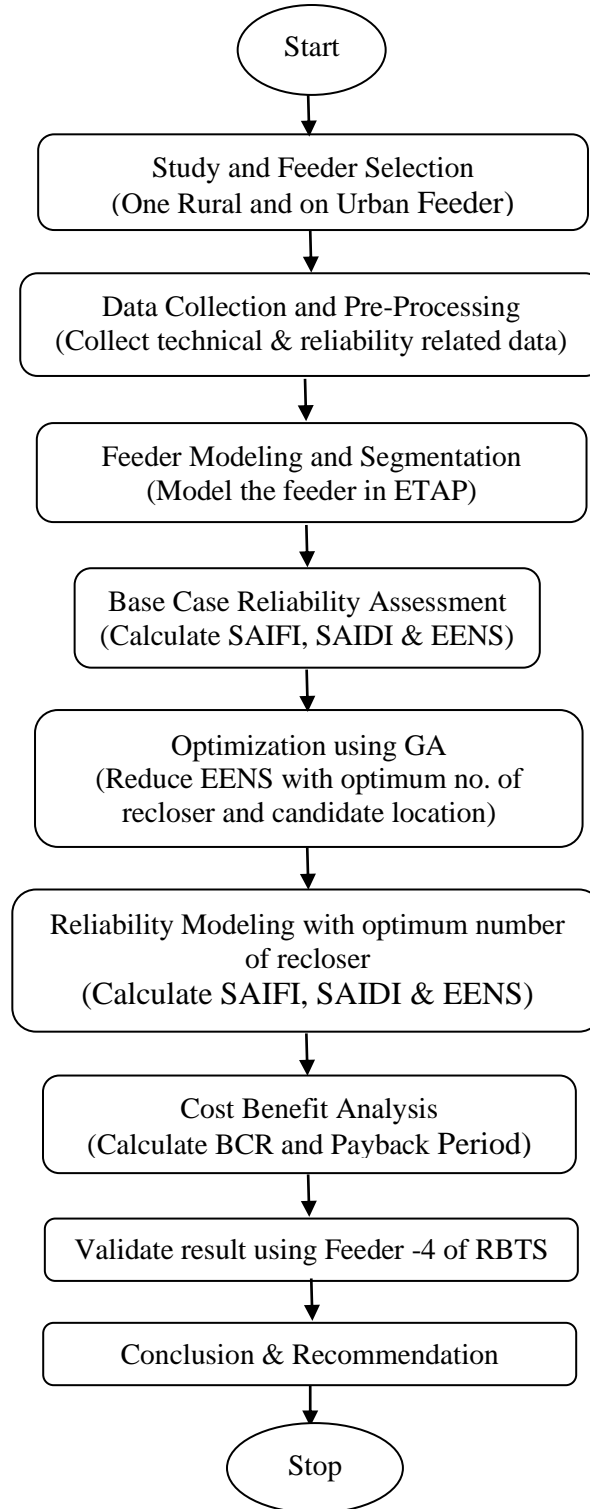 Start
Study and Feeder Selection
(One Rural and on Urban Feeder)
Data Collection and Pre-Processing
(Collect technical & reliability related data)
Feeder Modeling and Segmentation
(Model the feeder in ETAP)
Base Case Reliability Assessment
(Calculate SAIFI, SAIDI & EENS)
Optimization using GA
(Reduce EENS with optimum no. of
recloser and candidate location)
Reliability Modeling with optimum number
of recloser
(Calculate SAIFI, SAIDI & EENS)
Cost Benefit Analysis
(Calculate BCR and Payback Period)
Validate result using Feeder -4 of RBTS
Conclusion & Recommendation
Stop